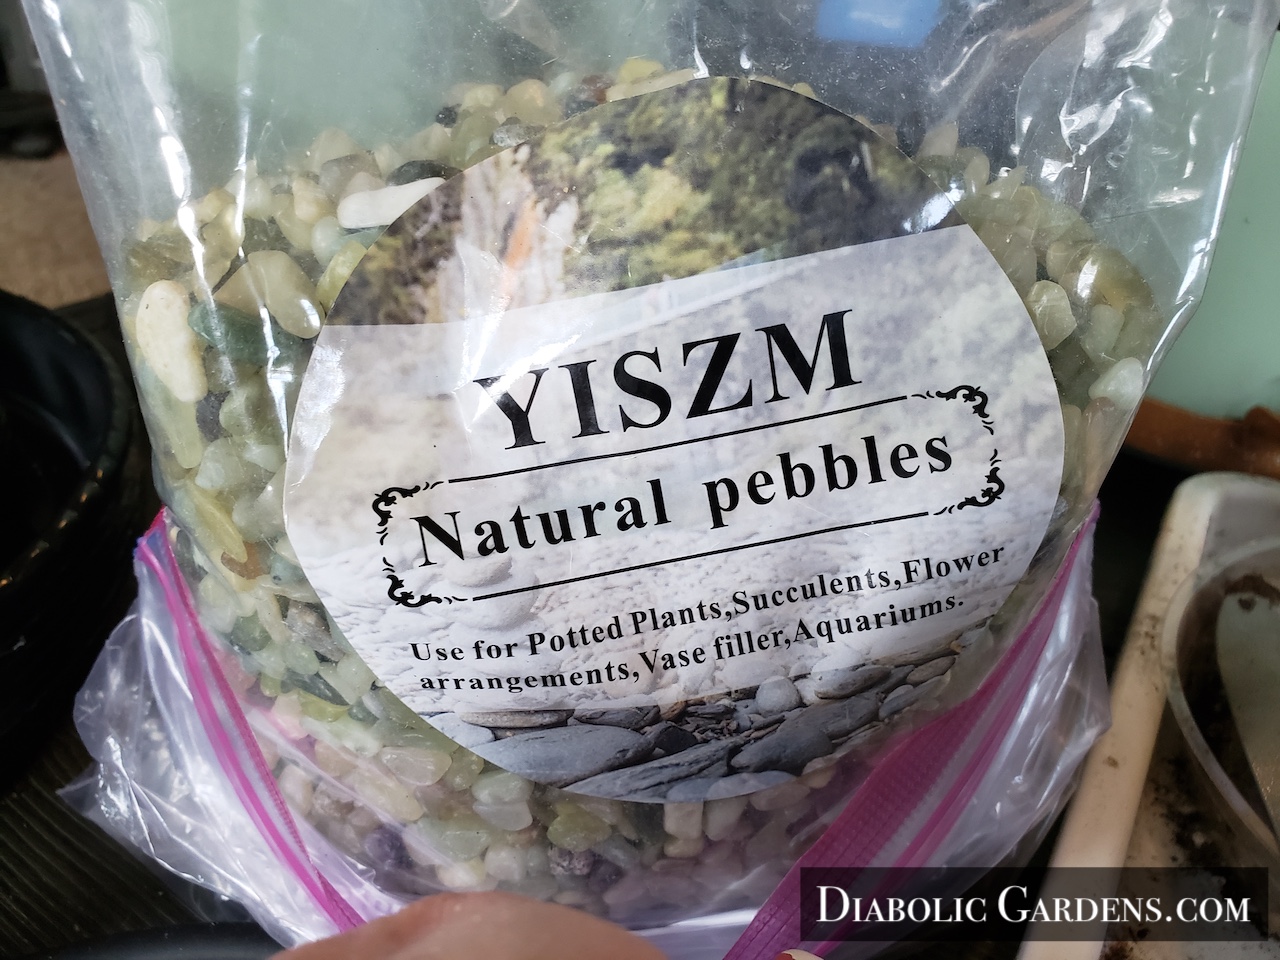 YISZM
Natural pebbles
Use for Potted Plants,Succulents,Flower
arrangements,Vase filler,Aquariums.
Diabolic Gardens.com